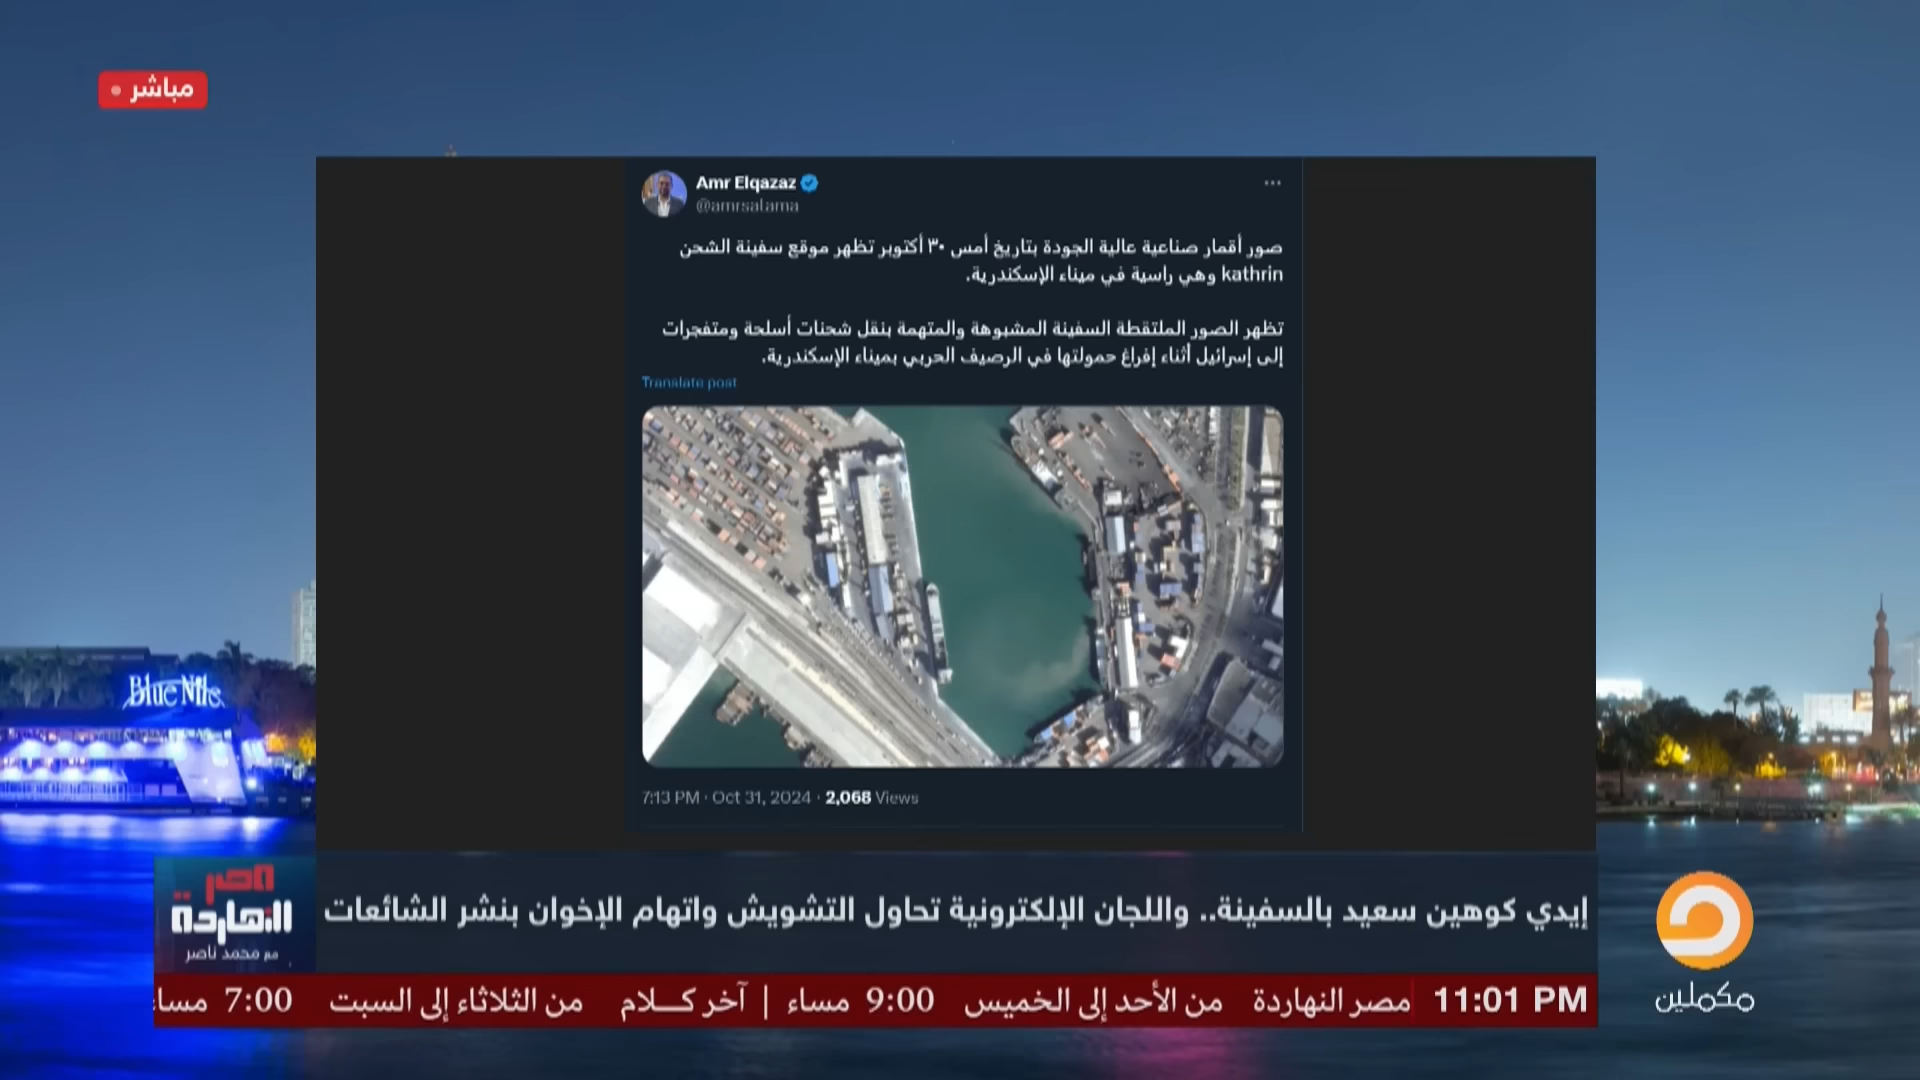 مباشر
Amr Elqazaz
@amrsalama
صور أقمار صناعية عالية الجودة بتاريخ أمس ٣٠ أكتوبر تظهر موقع سفينة الشحن
kathrin وهي راسية في ميناء الإسكندرية.
تظهر الصور الملتقطة السفينة المشبوهة والمتهمة بنقل شحنات أسلحة ومتفجرات
إلى إسرائيل أثناء إفراغ حمولتها في الرصيف الحربي بميناء الإسكندرية.
Translate post
7:13 PM · Oct 31, 2024 · 2,068 Views
Blue Nile
مصر
النهاردة
مع محمد ناصر
إيدي كوهين سعيد بالسفينة.. واللجان الإلكترونية تحاول التشويش واتهام الإخوان بنشر الشائعات
11:01 PM مصر النهاردة من الأحد إلى الخميس 9:00 مساء | آخر كـــلام من الثلاثاء إلى السبت 7:00 مسا
مكملين